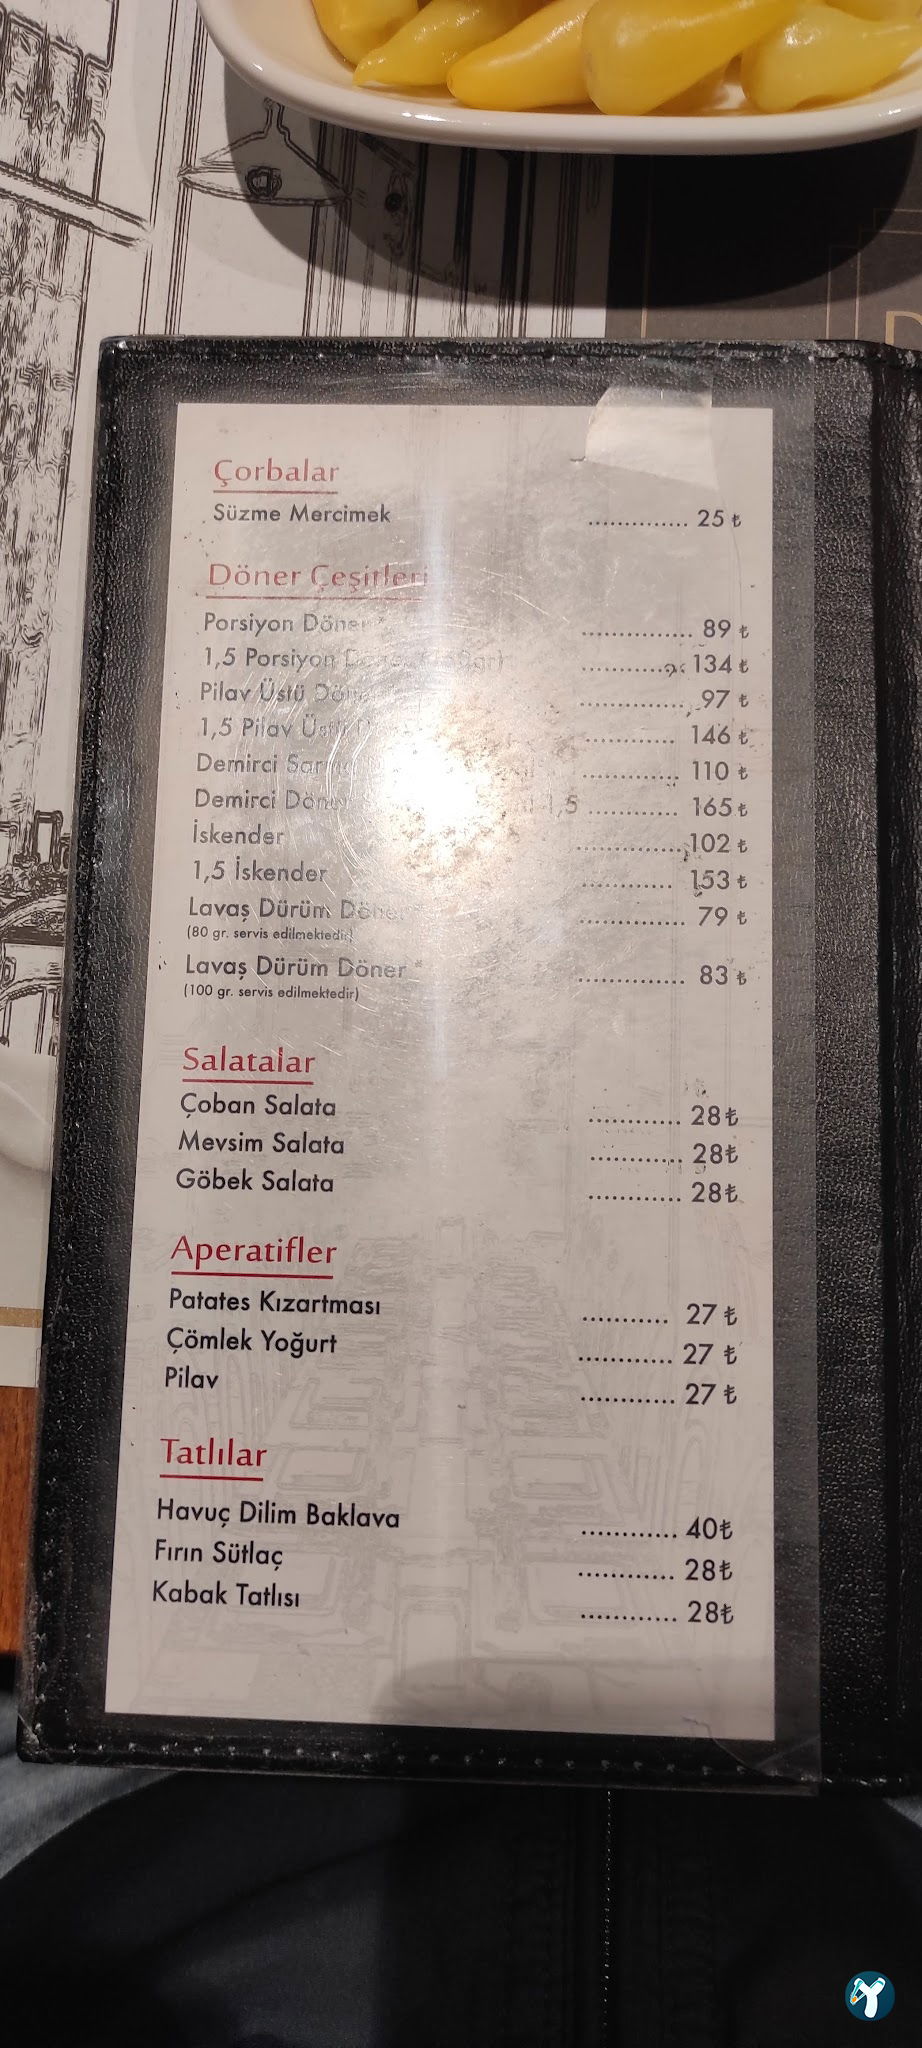 Çorbalar
Süzme Mercimek .............. 25 ₺
Döner Çeşitleri
Porsiyon Döner ............... 89 ₺
1,5 Porsiyon ........... 134 ₺
Pilav Üstü ............... 97 ₺
1,5 Pilav ............ 146 ₺
Demirci ............. 110 ₺
Demirci Döner 1,5 ............ 165 ₺
İskender ............... 102 ₺
1,5 İskender ............. 153 ₺
Lavaş Dürüm Döner ............... 79 ₺
(80 gr. servis edilmektedir)
Lavaş Dürüm Döner * ............... 83 ₺
(100 gr. servis edilmektedir)
Salatalar
Çoban Salata ............ 28₺
Mevsim Salata ............ 28₺
Göbek Salata ............ 28₺
Aperatifler
Patates Kızartması ........... 27 ₺
Çömlek Yoğurt ............ 27 ₺
Pilav ............ 27 ₺
Tatlılar
Havuç Dilim Baklava ............ 40₺
Fırın Sütlaç ............ 28₺
Kabak Tatlısı ............ 28₺